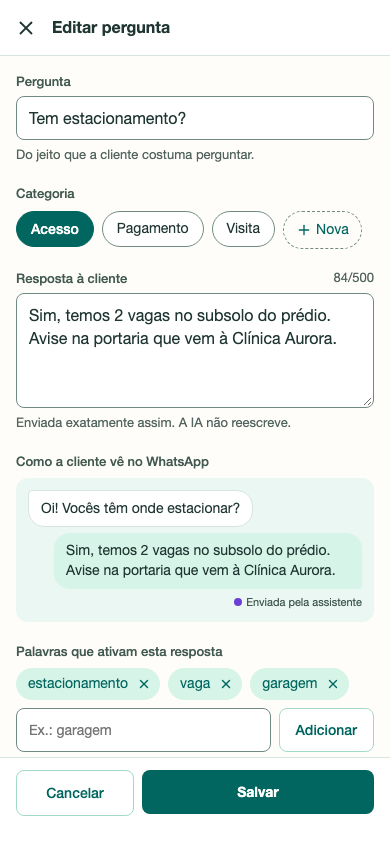 Editar pergunta
Pergunta
Tem estacionamento?
Do jeito que a cliente costuma perguntar.
Categoria
Acesso
Pagamento
Visita
+ Nova
Resposta à cliente
84/500
Sim, temos 2 vagas no subsolo do prédio.
Avise na portaria que vem à Clínica Aurora.
Enviada exatamente assim. A IA não reescreve.
Como a cliente vê no WhatsApp
Oi! Vocês têm onde estacionar?
Sim, temos 2 vagas no subsolo do prédio.
Avise na portaria que vem à Clínica Aurora.
Enviada pela assistente
Palavras que ativam esta resposta
estacionamento
vaga
garagem
Ex.: garagem
Adicionar
Cancelar
Salvar